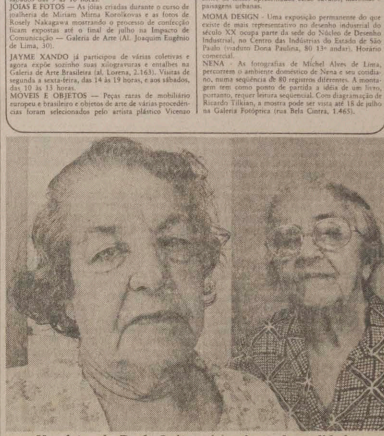 JÓIAS E FOTOS — As jóias criadas durante o curso de
joalheria de Miriam Mirna Korolkovas e as fotos de
Rosely Nakagawa mostrando o processo de confecção
ficam expostas até o final de julho na Impacto de
Comunicação — Galeria de Arte (Al. Joaquim Eugênio
de Lima, 30).
JAYME XANDÓ já participou de várias coletivas e
agora expõe sozinho suas xilogravuras e entalhes na
Galeria de Arte Brasileira (al. Lorena, 2.163). Visitas de
segunda a sexta-feira, das 14 às 19 horas, e aos sábados,
das 10 às 13 horas.
MÓVEIS E OBJETOS — Peças raras de mobiliário
europeu e brasileiro e objetos de arte de várias procedên-
cias foram selecionados pelo artista plástico Vicente
passagens urbanas.
MOMA DESIGN - Uma exposição permanente do que
existe de mais representativo no desenho industrial do
século XX ocupa parte da sede do Núcleo de Desenho
Industrial, no Centro das Indústrias do Estado de São
Paulo (viaduto Dona Paulina, 80 13º andar). Horário
comercial.
NENA - As fotografias de Michel Alves de Lima,
percorrem o ambiente doméstico de Nena e seu cotidia-
no, numa seqüência de 80 registros diferentes. A monta-
gem tem como ponto de partida a idéia de um livro,
portanto, requer leitura seqüencial. Com diagramação de
Ricardo Tilkian, a mostra pode ser vista até 18 de julho
na Galeria Fotóptica (rua Bela Cintra, 1.465).